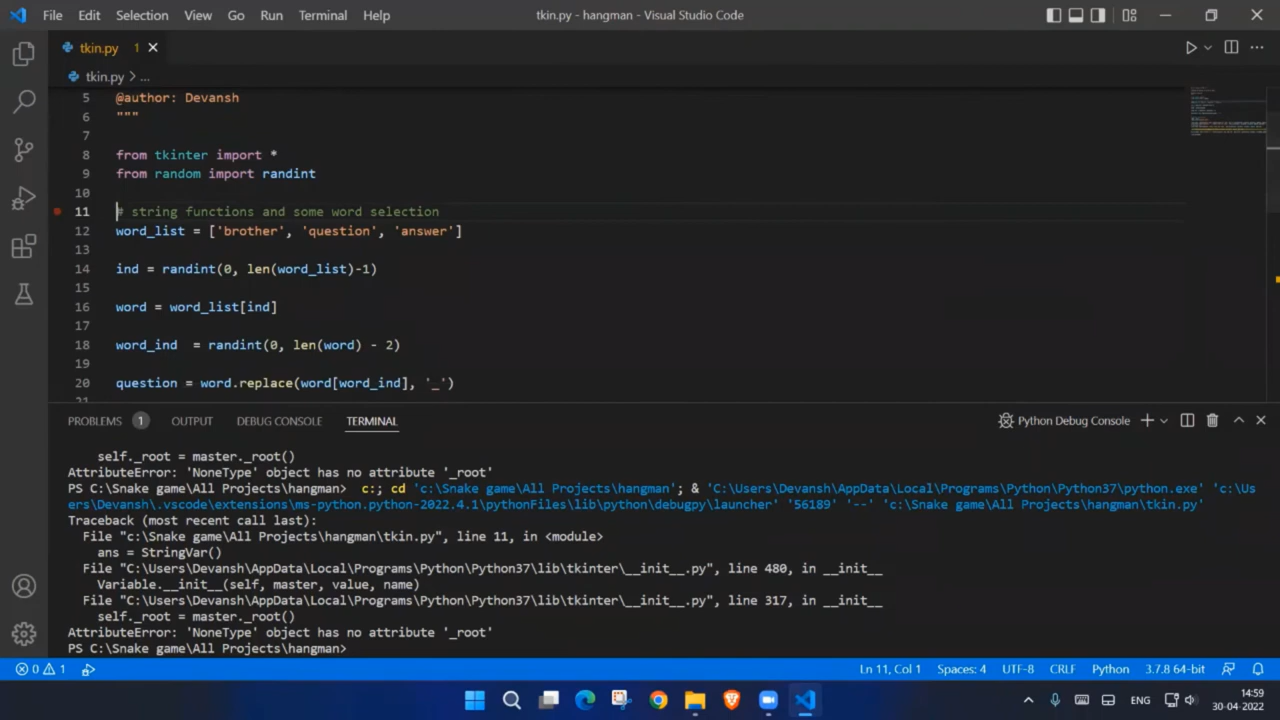 File Edit Selection View Go Run Terminal Help tkin.py - hangman - Visual Studio Code
tkin.py 1
tkin.py > ...
5 @author: Devansh
6 """
7
8 from tkinter import *
9 from random import randint
10
11 # string functions and some word selection
12 word_list = ['brother', 'question', 'answer']
13
14 ind = randint(0, len(word_list)-1)
15
16 word = word_list[ind]
17
18 word_ind  = randint(0, len(word) - 2)
19
20 question = word.replace(word[word_ind], '_')
21
PROBLEMS 1 OUTPUT DEBUG CONSOLE TERMINAL Python Debug Console
self._root = master._root()
AttributeError: 'NoneType' object has no attribute '_root'
PS C:\Snake game\All Projects\hangman>  c:; cd 'c:\Snake game\All Projects\hangman'; & 'C:\Users\Devansh\AppData\Local\Programs\Python\Python37\python.exe' 'c:\Us
ers\Devansh\.vscode\extensions\ms-python.python-2022.4.1\pythonFiles\lib\python\debugpy\launcher' '56189' '--' 'c:\Snake game\All Projects\hangman\tkin.py'
Traceback (most recent call last):
File "c:\Snake game\All Projects\hangman\tkin.py", line 11, in <module>
ans = StringVar()
File "C:\Users\Devansh\AppData\Local\Programs\Python\Python37\lib\tkinter\__init__.py", line 480, in __init__
Variable.__init__(self, master, value, name)
File "C:\Users\Devansh\AppData\Local\Programs\Python\Python37\lib\tkinter\__init__.py", line 317, in __init__
self._root = master._root()
AttributeError: 'NoneType' object has no attribute '_root'
PS C:\Snake game\All Projects\hangman>
0 1 Ln 11, Col 1 Spaces: 4 UTF-8 CRLF Python 3.7.8 64-bit
ENG 14:59
30-04-2022